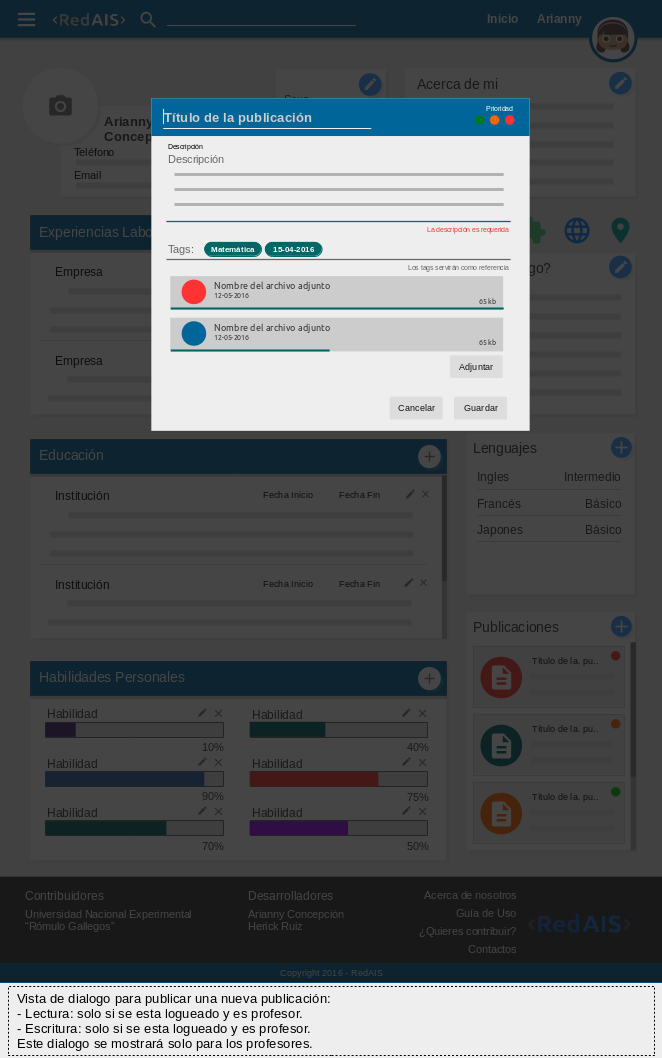 <RedAIS>
Inicio
Arianny
Arianny
Concep
Teléfono
Email
Acerca de mi
Título de la publicación
Prioridad
Descripción
Descripción
La descripción es requerida
Tags:
Matemática
15-04-2016
Los tags servirán como referencia
Nombre del archivo adjunto
12-05-2016
65 kb
Nombre del archivo adjunto
12-05-2016
65 kb
Adjuntar
Cancelar
Guardar
Experiencias Labo
Empresa
Empresa
go?
Educación
Institución
Fecha Inicio
Fecha Fin
Institución
Fecha Inicio
Fecha Fin
Lenguajes
Ingles
Intermedio
Francés
Básico
Japones
Básico
Publicaciones
Título de la. pu..
Título de la. pu..
Título de la. pu..
Habilidades Personales
Habilidad
10%
Habilidad
40%
Habilidad
90%
Habilidad
75%
Habilidad
70%
Habilidad
50%
Contribuidores
Universidad Nacional Experimental
“Rómulo Gallegos”
Desarrolladores
Arianny Concepción
Herick Ruiz
Acerca de nosotros
Guía de Uso
¿Quieres contribuir?
Contactos
<RedAIS>
Copyright 2016 - RedAIS
Vista de dialogo para publicar una nueva publicación:
- Lectura: solo si se esta logueado y es profesor.
- Escritura: solo si se esta logueado y es profesor.
Este dialogo se mostrará solo para los profesores.